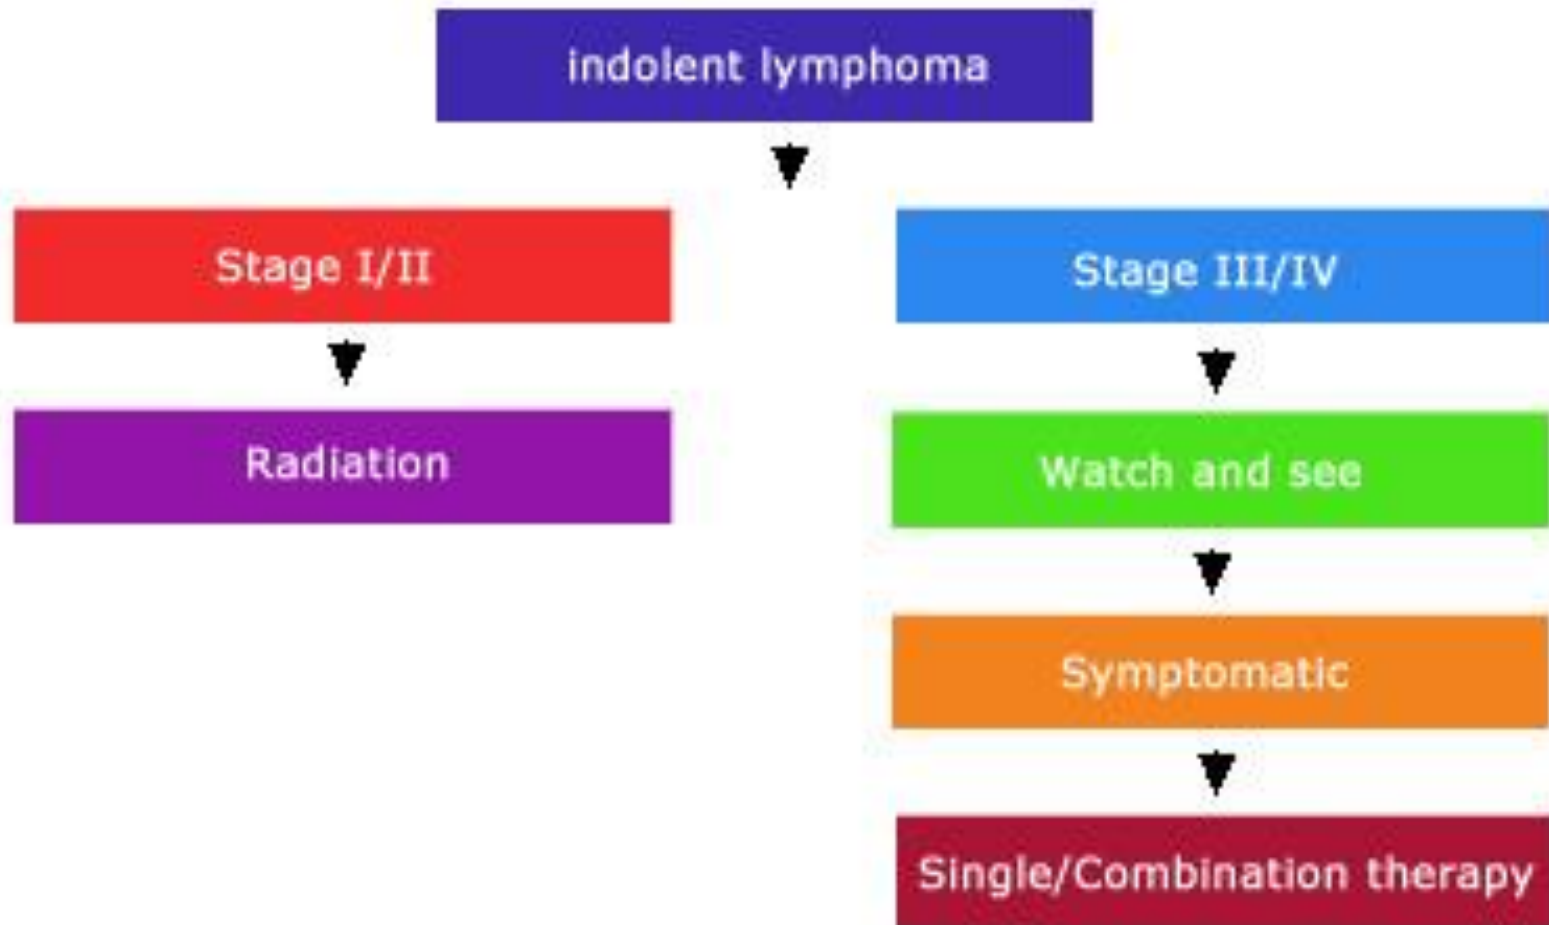 indolent lymphoma
Stage I/II
Stage III/IV
Radiation
Watch and see
Symptomatic
Single/Combination therapy